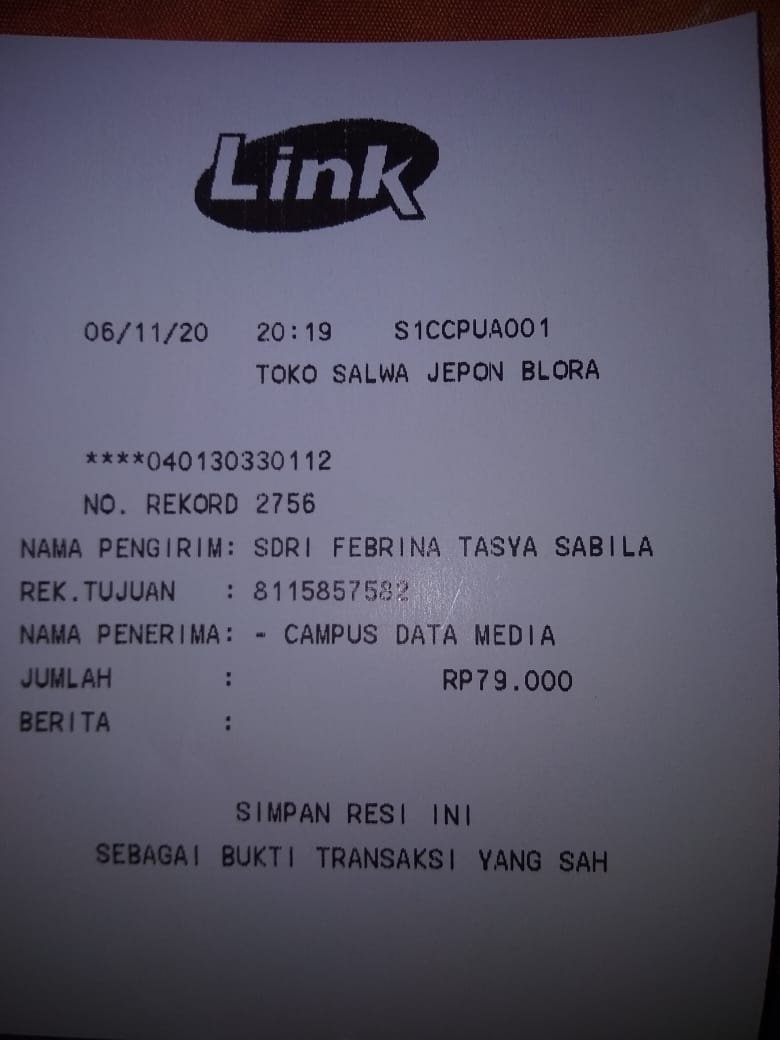 Link
06/11/20 20:19 S1CCPUA001
TOKO SALWA JEPON BLORA
****040130330112
NO. REKORD 2756
NAMA PENGIRIM: SDRI FEBRINA TASYA SABILA
REK.TUJUAN : 8115857582
NAMA PENERIMA: - CAMPUS DATA MEDIA
JUMLAH : RP79.000
BERITA :
SIMPAN RESI INI
SEBAGAI BUKTI TRANSAKSI YANG SAH